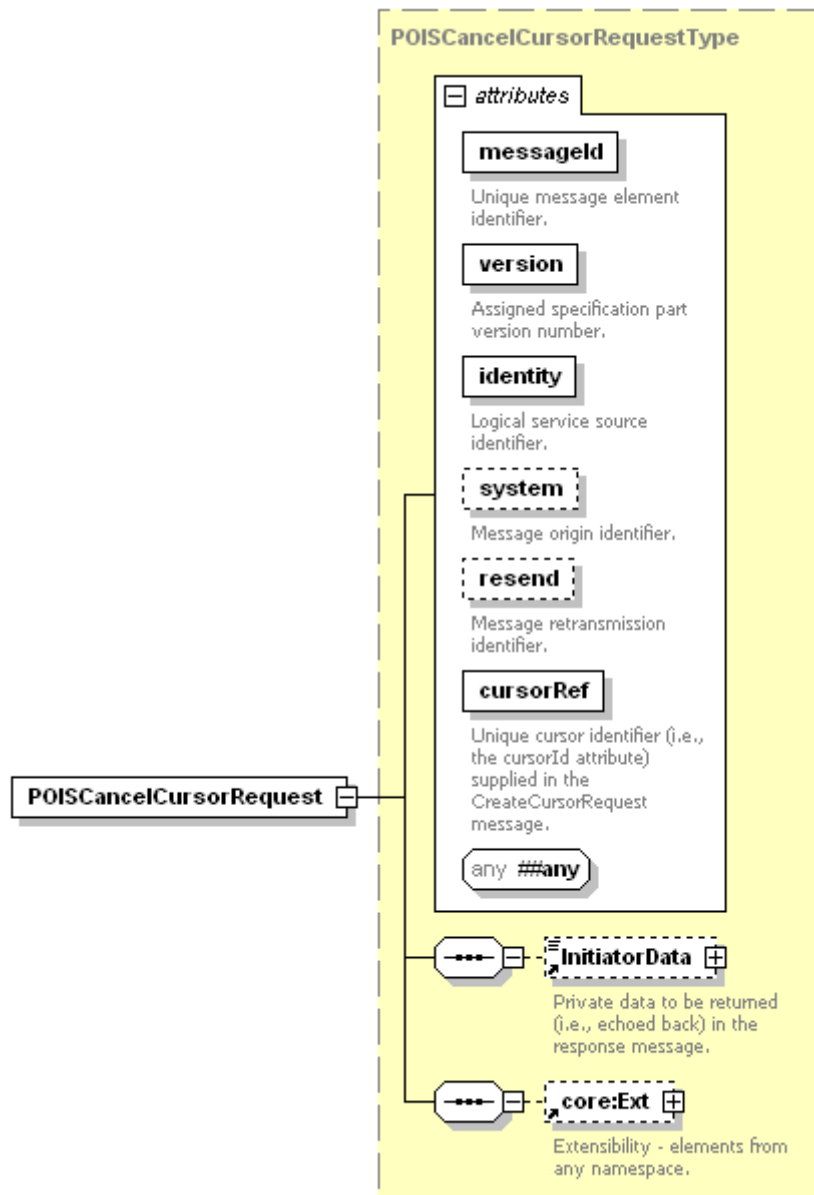 POISCancelCursorRequestType
attributes
messageId
Unique message element
identifier.
version
Assigned specification part
version number.
identity
Logical service source
identifier.
system
Message origin identifier.
resend
Message retransmission
identifier.
cursorRef
Unique cursor identifier (i.e.,
the cursorId attribute)
supplied in the
CreateCursorRequest
message.
POISCancelCursorRequest
any ##any
InitiatorData
Private data to be returned
(i.e., echoed back) in the
response message.
core:Ext
Extensibility - elements from
any namespace.